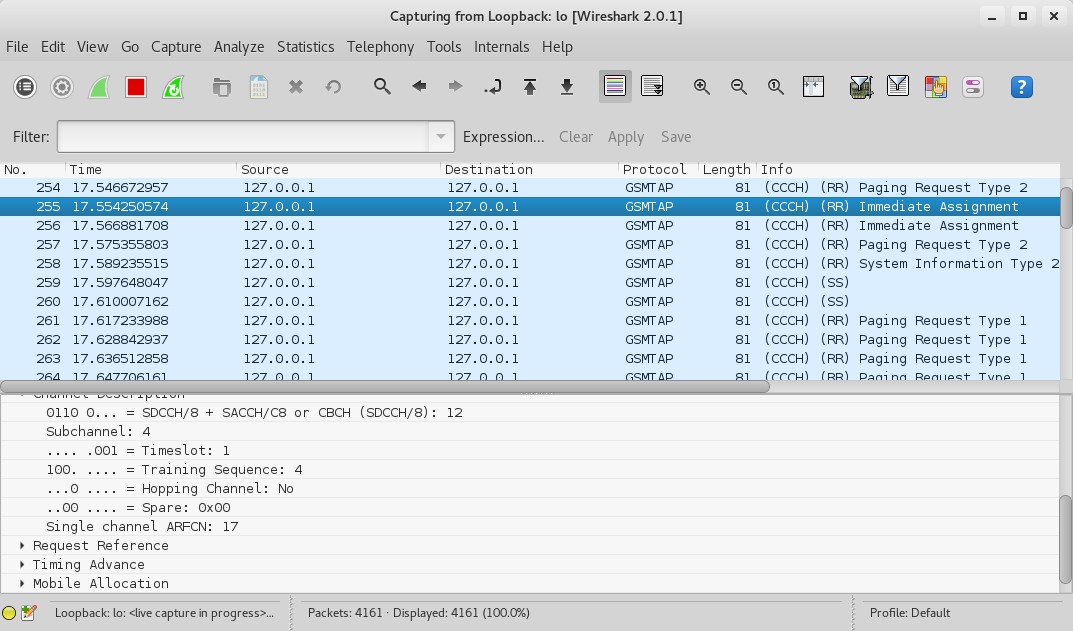 Capturing from Loopback: lo [Wireshark 2.0.1]
File Edit View Go Capture Analyze Statistics Telephony Tools Internals Help
Filter: Expression... Clear Apply Save
No. Time Source Destination Protocol Length Info
254 17.546672957 127.0.0.1 127.0.0.1 GSMTAP 81 (CCCH) (RR) Paging Request Type 2
255 17.554250574 127.0.0.1 127.0.0.1 GSMTAP 81 (CCCH) (RR) Immediate Assignment
256 17.566881708 127.0.0.1 127.0.0.1 GSMTAP 81 (CCCH) (RR) Immediate Assignment
257 17.575355803 127.0.0.1 127.0.0.1 GSMTAP 81 (CCCH) (RR) Paging Request Type 2
258 17.589235515 127.0.0.1 127.0.0.1 GSMTAP 81 (CCCH) (RR) System Information Type 2
259 17.597648047 127.0.0.1 127.0.0.1 GSMTAP 81 (CCCH) (SS)
260 17.610007162 127.0.0.1 127.0.0.1 GSMTAP 81 (CCCH) (SS)
261 17.617233988 127.0.0.1 127.0.0.1 GSMTAP 81 (CCCH) (RR) Paging Request Type 1
262 17.628842937 127.0.0.1 127.0.0.1 GSMTAP 81 (CCCH) (RR) Paging Request Type 1
263 17.636512858 127.0.0.1 127.0.0.1 GSMTAP 81 (CCCH) (RR) Paging Request Type 1
264 17.647706161 127.0.0.1 127.0.0.1 GSMTAP 81 (CCCH) (RR) Paging Request Type 1
Channel Description
0110 0... = SDCCH/8 + SACCH/C8 or CBCH (SDCCH/8): 12
Subchannel: 4
.... .001 = Timeslot: 1
100. .... = Training Sequence: 4
...0 .... = Hopping Channel: No
..00 .... = Spare: 0x00
Single channel ARFCN: 17
Request Reference
Timing Advance
Mobile Allocation
Loopback: lo: <live capture in progress>... Packets: 4161 · Displayed: 4161 (100.0%) Profile: Default